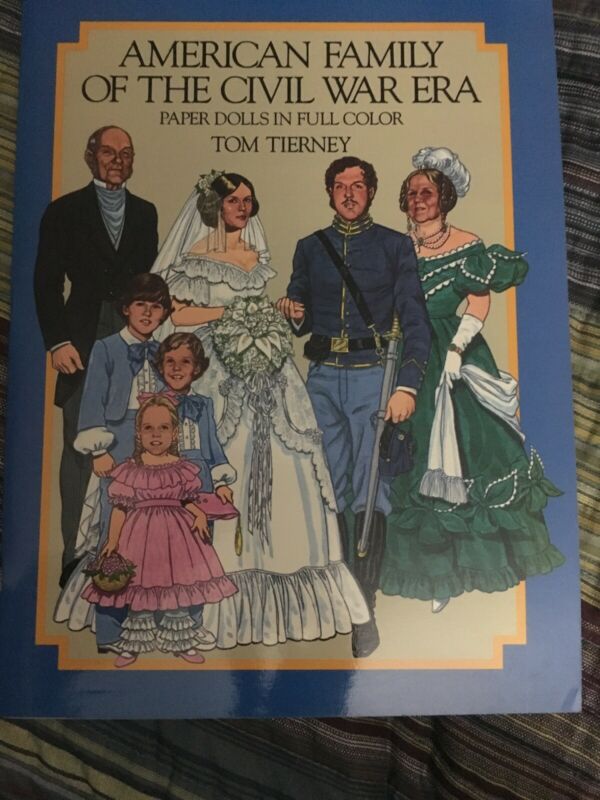 AMERICAN FAMILY
OF THE CIVIL WAR ERA
PAPER DOLLS IN FULL COLOR
TOM TIERNEY